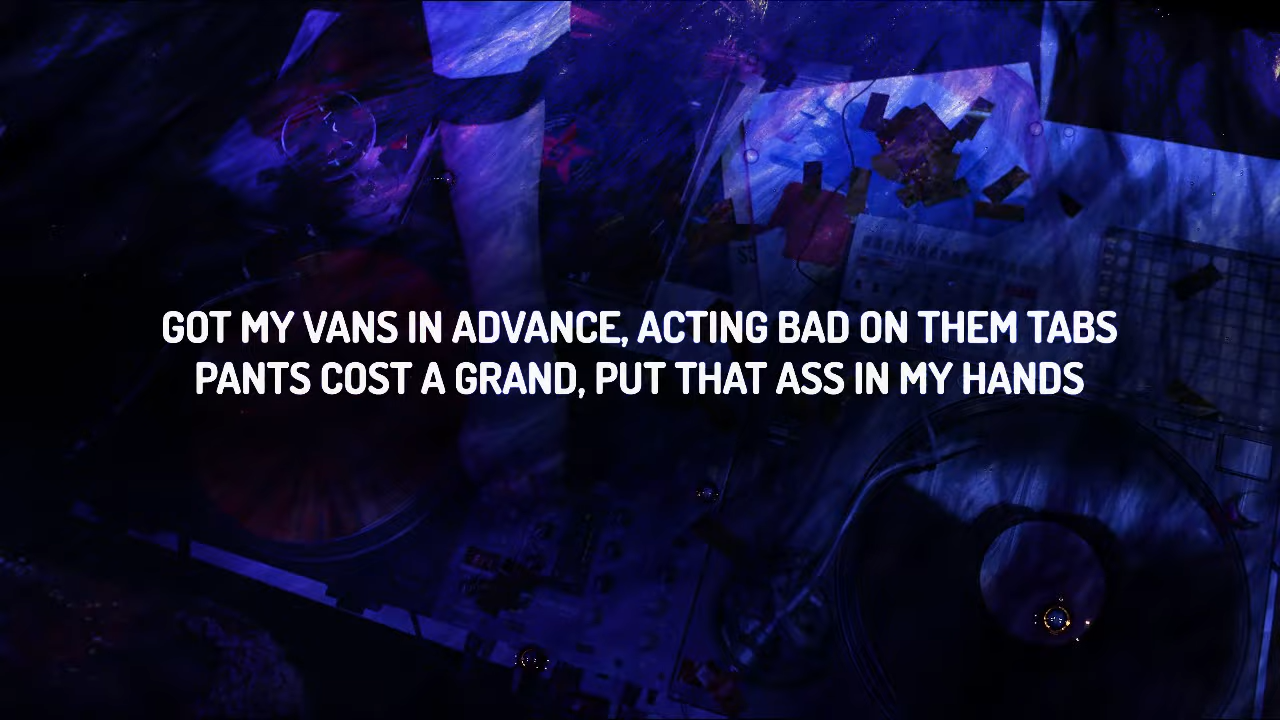 GOT MY VANS IN ADVANCE, ACTING BAD ON THEM TABS
PANTS COST A GRAND, PUT THAT ASS IN MY HANDS